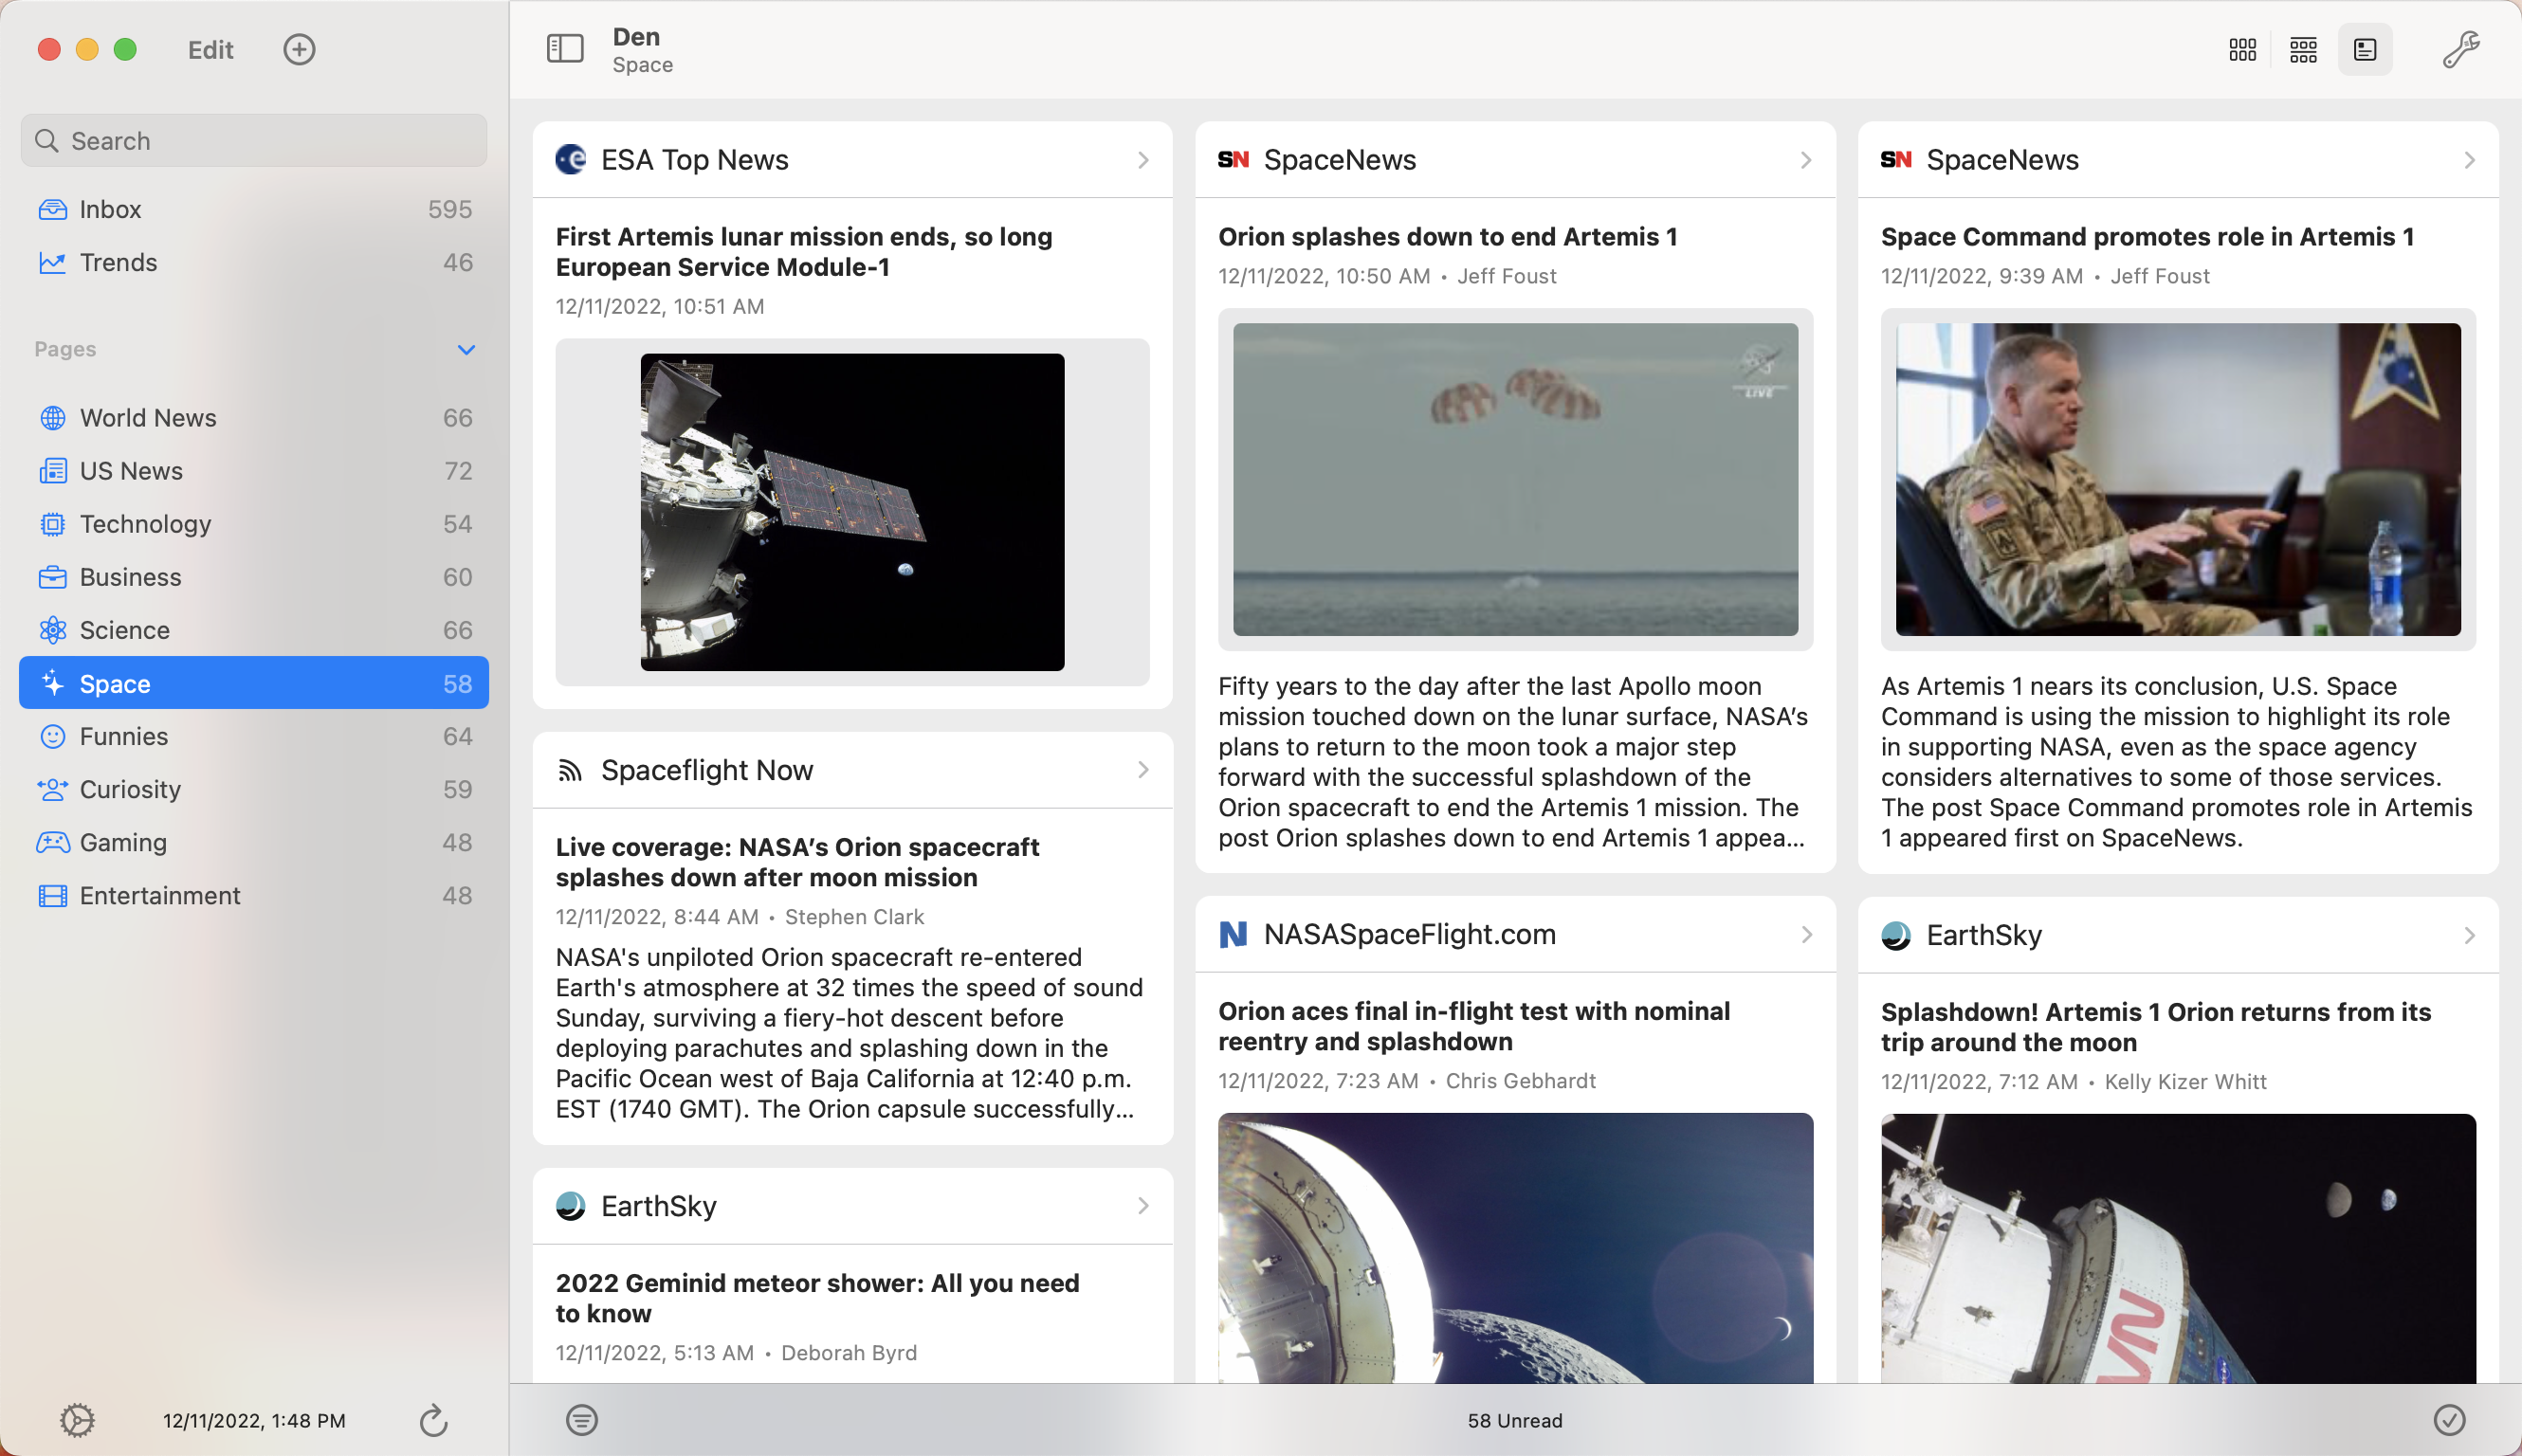 Edit
Search
Inbox 595
Trends 46
Pages
World News 66
US News 72
Technology 54
Business 60
Science 66
Space 58
Funnies 64
Curiosity 59
Gaming 48
Entertainment 48
12/11/2022, 1:48 PM
Den
Space
ESA Top News
First Artemis lunar mission ends, so long
European Service Module-1
12/11/2022, 10:51 AM
Spaceflight Now
Live coverage: NASA’s Orion spacecraft
splashes down after moon mission
12/11/2022, 8:44 AM • Stephen Clark
NASA's unpiloted Orion spacecraft re-entered
Earth's atmosphere at 32 times the speed of sound
Sunday, surviving a fiery-hot descent before
deploying parachutes and splashing down in the
Pacific Ocean west of Baja California at 12:40 p.m.
EST (1740 GMT). The Orion capsule successfully...
EarthSky
2022 Geminid meteor shower: All you need
to know
12/11/2022, 5:13 AM • Deborah Byrd
SN SpaceNews
Orion splashes down to end Artemis 1
12/11/2022, 10:50 AM • Jeff Foust
LIVE
Fifty years to the day after the last Apollo moon
mission touched down on the lunar surface, NASA’s
plans to return to the moon took a major step
forward with the successful splashdown of the
Orion spacecraft to end the Artemis 1 mission. The
post Orion splashes down to end Artemis 1 appea...
N NASASpaceFlight.com
Orion aces final in-flight test with nominal
reentry and splashdown
12/11/2022, 7:23 AM • Chris Gebhardt
SN SpaceNews
Space Command promotes role in Artemis 1
12/11/2022, 9:39 AM • Jeff Foust
As Artemis 1 nears its conclusion, U.S. Space
Command is using the mission to highlight its role
in supporting NASA, even as the space agency
considers alternatives to some of those services.
The post Space Command promotes role in Artemis
1 appeared first on SpaceNews.
EarthSky
Splashdown! Artemis 1 Orion returns from its
trip around the moon
12/11/2022, 7:12 AM • Kelly Kizer Whitt
58 Unread